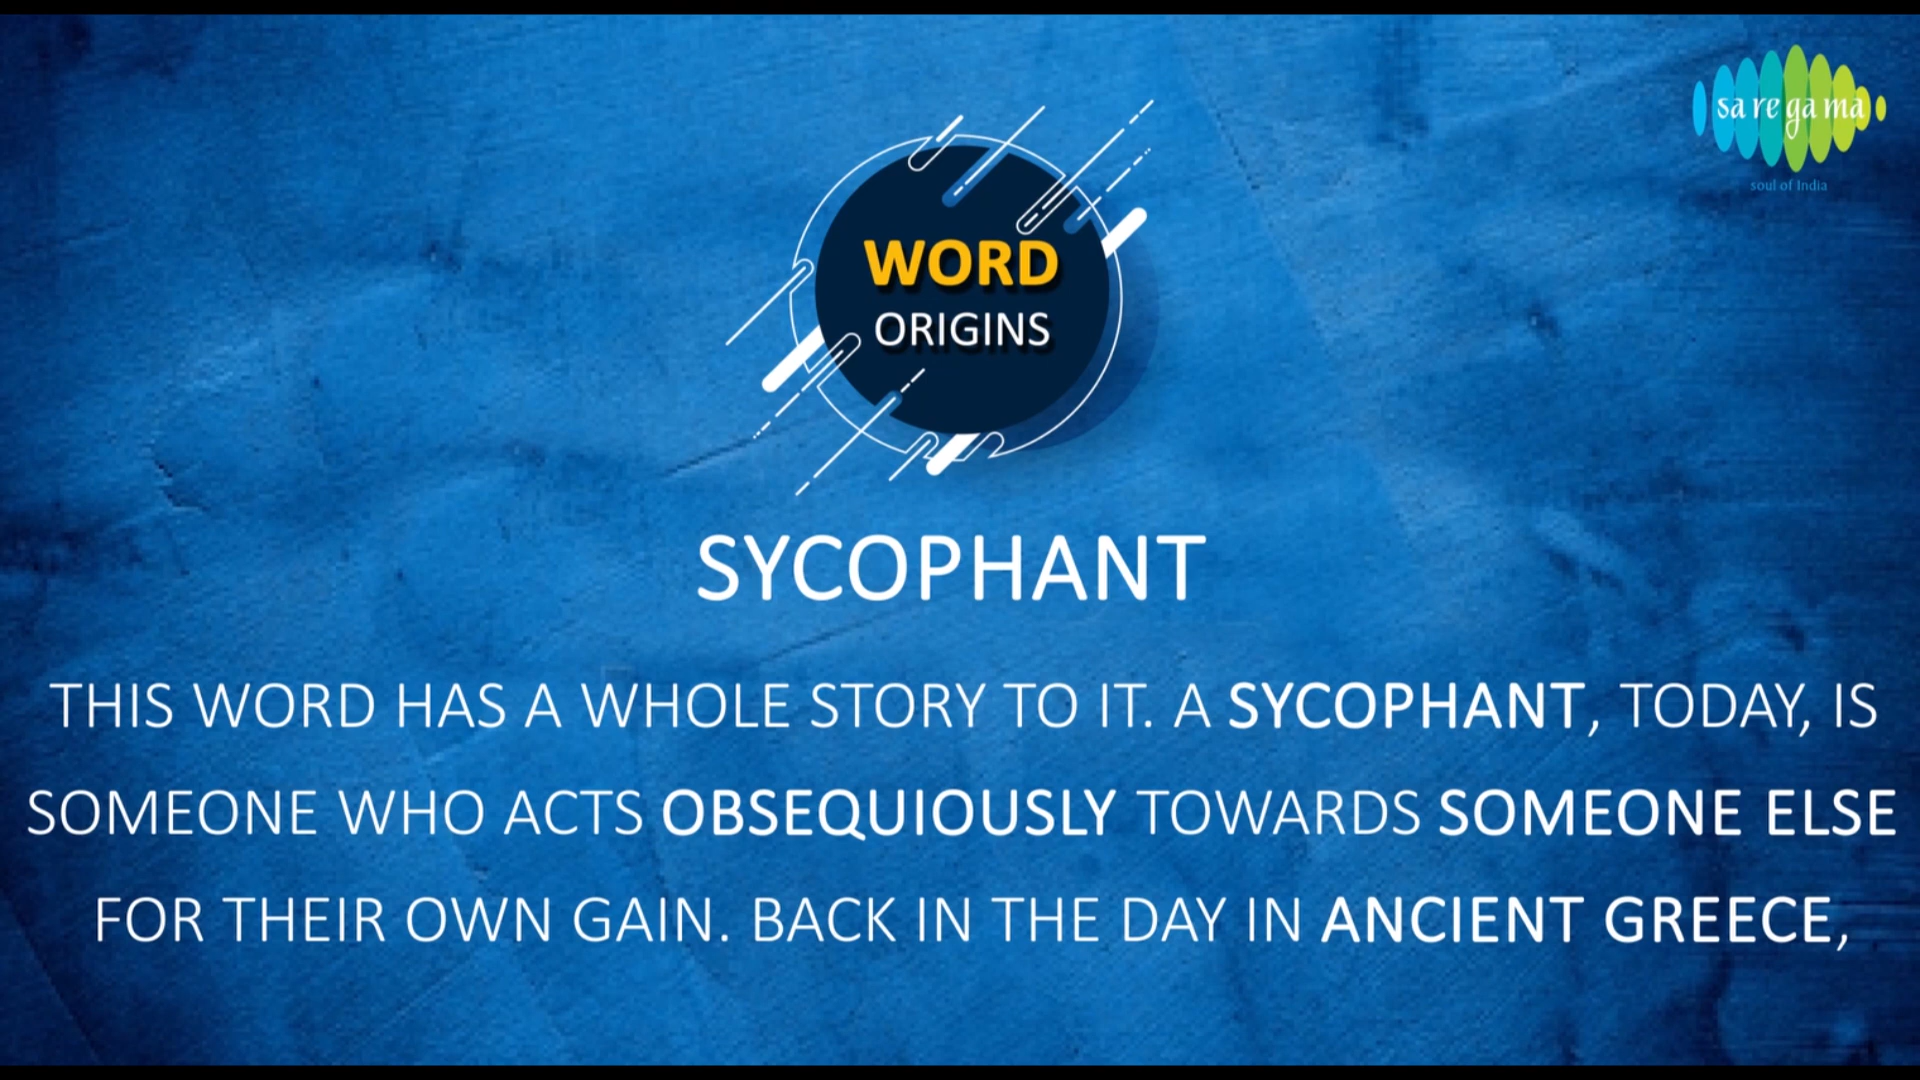 sa re ga ma
soul of India
WORD
ORIGINS
SYCOPHANT
THIS WORD HAS A WHOLE STORY TO IT. A SYCOPHANT, TODAY, IS
SOMEONE WHO ACTS OBSEQUIOUSLY TOWARDS SOMEONE ELSE
FOR THEIR OWN GAIN. BACK IN THE DAY IN ANCIENT GREECE,